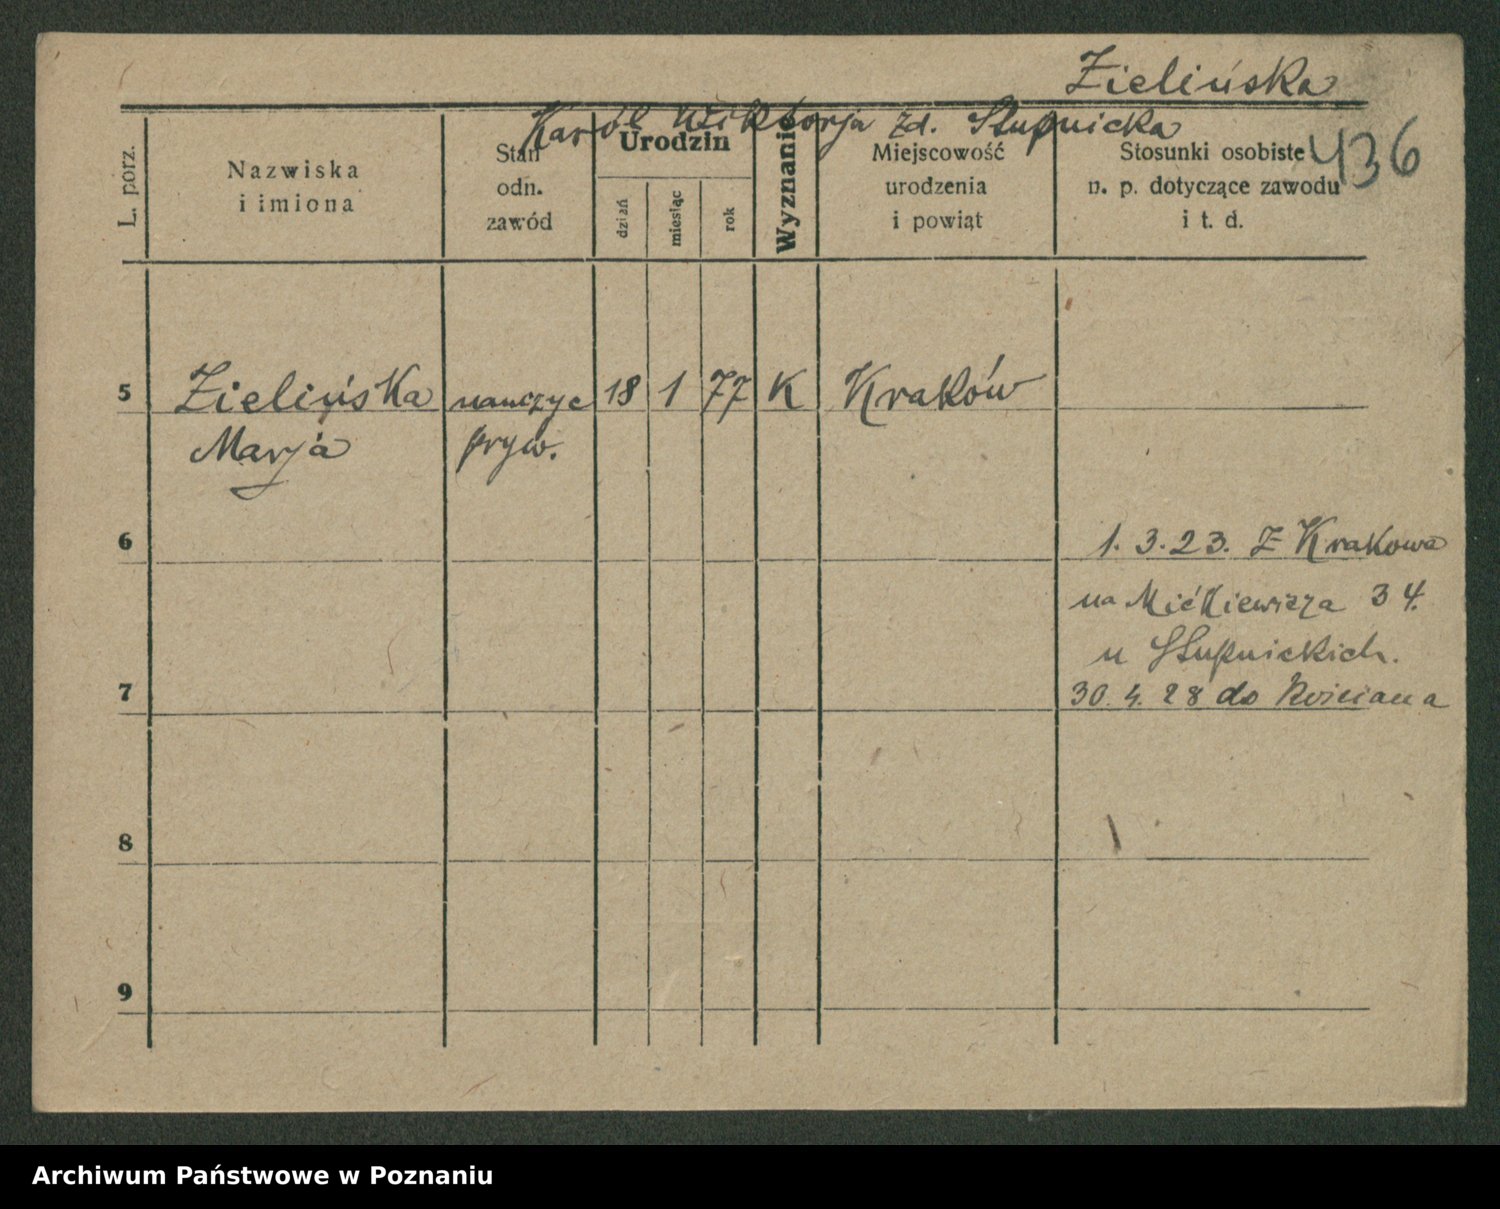 Zielińska
Karól Wiktorja zd. Słupnicka
436
L. porz.
Nazwiska
i imiona
Stan
odn.
zawód
Urodzin
dzień
miesiąc
rok
Wyznanie
Miejscowość
urodzenia
i powiąt
Stosunki osobiste
n. p. dotyczące zawodu
i t. d.
5 Zielińska nauczyc 18 1 77 K Kraków
Marja pryw.
6 1. 3. 23. Z Krakowa
na Mickiewicza 34.
u Słupnickich.
7 30. 4. 28 do Kościana
8
9
Archiwum Państwowe w Poznaniu